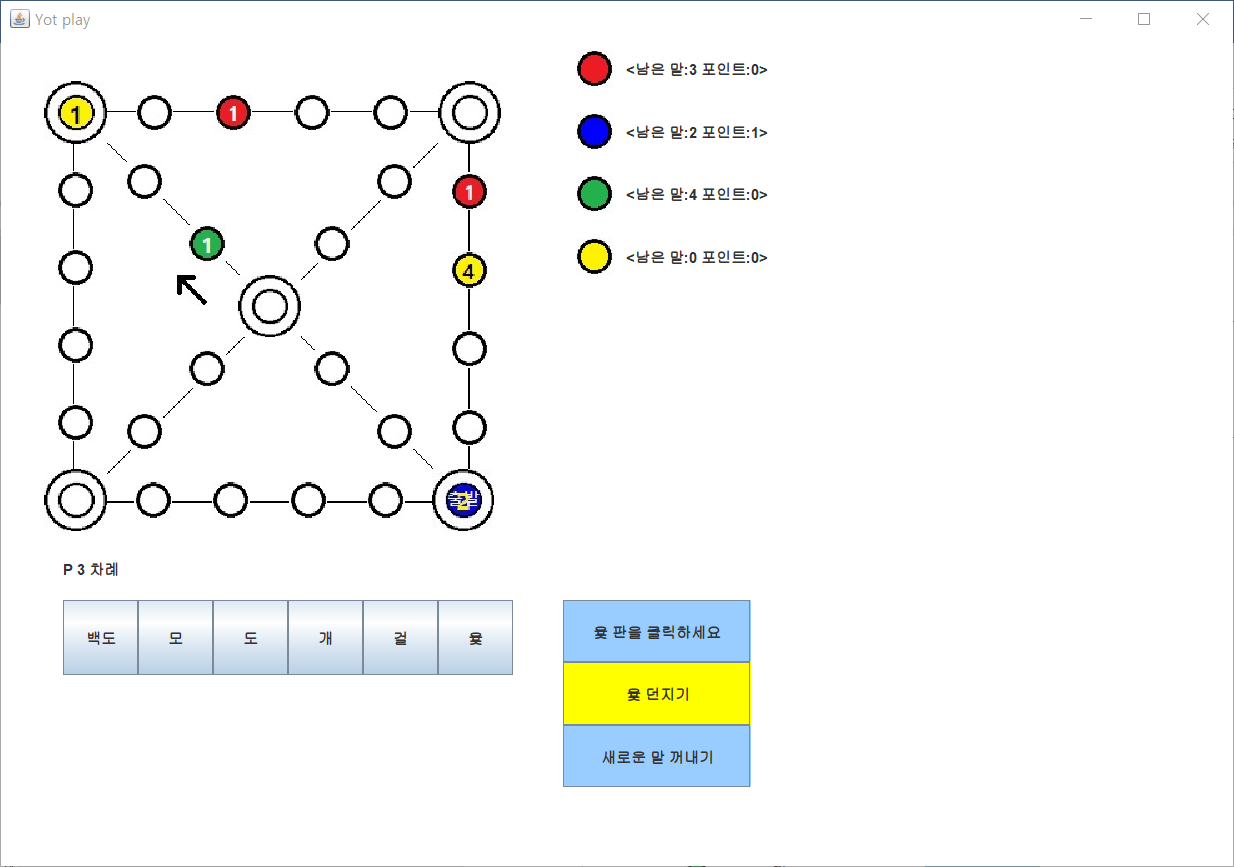 Yot play
<남은 말:3 포인트:0>
1
1
<남은 말:2 포인트:1>
1
<남은 말:4 포인트:0>
1
<남은 말:0 포인트:0>
4
P 3 차례
백도 모 도 개 걸 윷
윷 판을 클릭하세요
윷 던지기
새로운 말 꺼내기